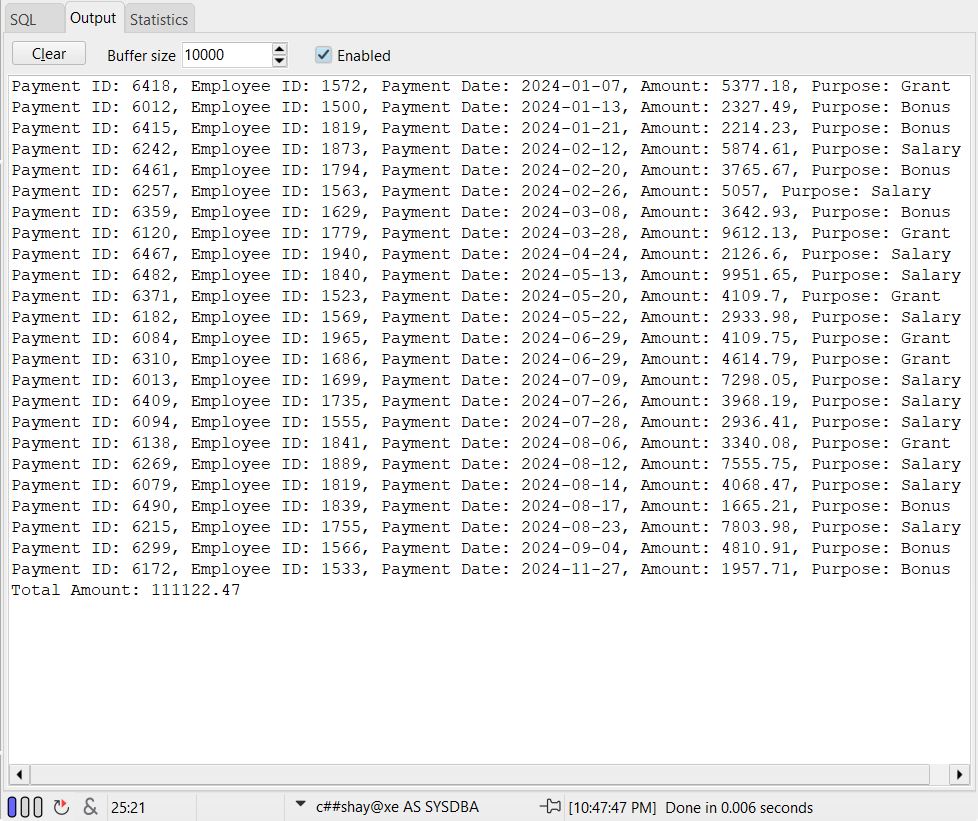 SQL Output Statistics
Clear Buffer size 10000 Enabled
Payment ID: 6418, Employee ID: 1572, Payment Date: 2024-01-07, Amount: 5377.18, Purpose: Grant
Payment ID: 6012, Employee ID: 1500, Payment Date: 2024-01-13, Amount: 2327.49, Purpose: Bonus
Payment ID: 6415, Employee ID: 1819, Payment Date: 2024-01-21, Amount: 2214.23, Purpose: Bonus
Payment ID: 6242, Employee ID: 1873, Payment Date: 2024-02-12, Amount: 5874.61, Purpose: Salary
Payment ID: 6461, Employee ID: 1794, Payment Date: 2024-02-20, Amount: 3765.67, Purpose: Bonus
Payment ID: 6257, Employee ID: 1563, Payment Date: 2024-02-26, Amount: 5057, Purpose: Salary
Payment ID: 6359, Employee ID: 1629, Payment Date: 2024-03-08, Amount: 3642.93, Purpose: Bonus
Payment ID: 6120, Employee ID: 1779, Payment Date: 2024-03-28, Amount: 9612.13, Purpose: Grant
Payment ID: 6467, Employee ID: 1940, Payment Date: 2024-04-24, Amount: 2126.6, Purpose: Salary
Payment ID: 6482, Employee ID: 1840, Payment Date: 2024-05-13, Amount: 9951.65, Purpose: Salary
Payment ID: 6371, Employee ID: 1523, Payment Date: 2024-05-20, Amount: 4109.7, Purpose: Grant
Payment ID: 6182, Employee ID: 1569, Payment Date: 2024-05-22, Amount: 2933.98, Purpose: Salary
Payment ID: 6084, Employee ID: 1965, Payment Date: 2024-06-29, Amount: 4109.75, Purpose: Grant
Payment ID: 6310, Employee ID: 1686, Payment Date: 2024-06-29, Amount: 4614.79, Purpose: Grant
Payment ID: 6013, Employee ID: 1699, Payment Date: 2024-07-09, Amount: 7298.05, Purpose: Salary
Payment ID: 6409, Employee ID: 1735, Payment Date: 2024-07-26, Amount: 3968.19, Purpose: Salary
Payment ID: 6094, Employee ID: 1555, Payment Date: 2024-07-28, Amount: 2936.41, Purpose: Salary
Payment ID: 6138, Employee ID: 1841, Payment Date: 2024-08-06, Amount: 3340.08, Purpose: Grant
Payment ID: 6269, Employee ID: 1889, Payment Date: 2024-08-12, Amount: 7555.75, Purpose: Salary
Payment ID: 6079, Employee ID: 1819, Payment Date: 2024-08-14, Amount: 4068.47, Purpose: Salary
Payment ID: 6490, Employee ID: 1839, Payment Date: 2024-08-17, Amount: 1665.21, Purpose: Bonus
Payment ID: 6215, Employee ID: 1755, Payment Date: 2024-08-23, Amount: 7803.98, Purpose: Salary
Payment ID: 6299, Employee ID: 1566, Payment Date: 2024-09-04, Amount: 4810.91, Purpose: Bonus
Payment ID: 6172, Employee ID: 1533, Payment Date: 2024-11-27, Amount: 1957.71, Purpose: Bonus
Total Amount: 111122.47
& 25:21 c##shay@xe AS SYSDBA [10:47:47 PM] Done in 0.006 seconds